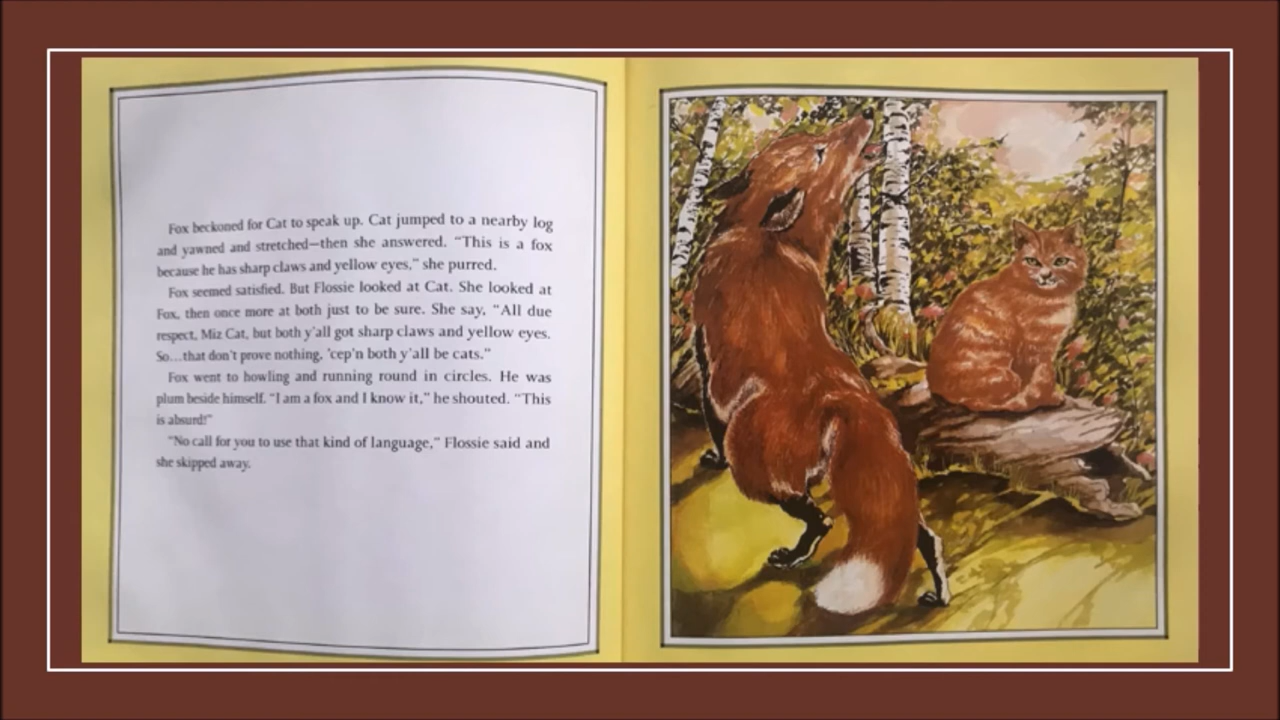 Fox beckoned for Cat to speak up. Cat jumped to a nearby log
and yawned and stretched—then she answered. “This is a fox
because he has sharp claws and yellow eyes,” she purred.
Fox seemed satisfied. But Flossie looked at Cat. She looked at
Fox, then once more at both just to be sure. She say, “All due
respect, Miz Cat, but both y’all got sharp claws and yellow eyes.
So...that don’t prove nothing, ’cep’n both y’all be cats.”
Fox went to howling and running round in circles. He was
plum beside himself. “I am a fox and I know it,” he shouted. “This
is absurd!”
“No call for you to use that kind of language,” Flossie said and
she skipped away.